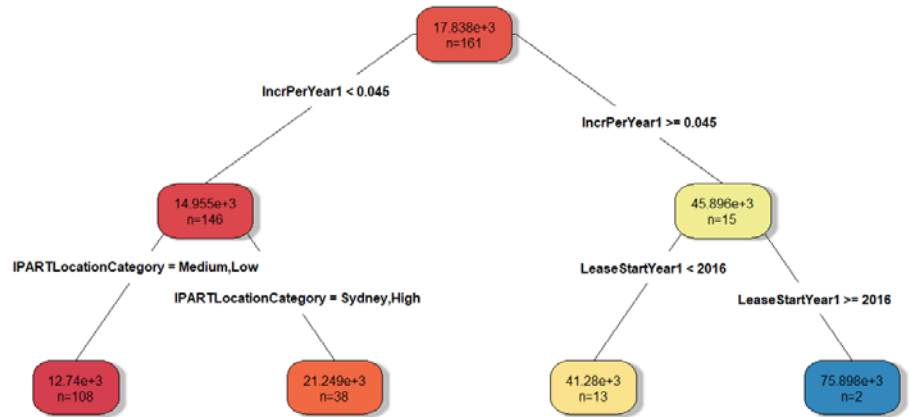 17.838e+3
n=161
IncrPerYear1 < 0.045
IncrPerYear1 >= 0.045
14.955e+3
n=146
45.896e+3
n=15
IPARTLocationCategory = Medium,Low
LeaseStartYear1 < 2016
IPARTLocationCategory = Sydney,High
LeaseStartYear1 >= 2016
12.74e+3
n=108
21.249e+3
n=38
41.28e+3
n=13
75.898e+3
n=2